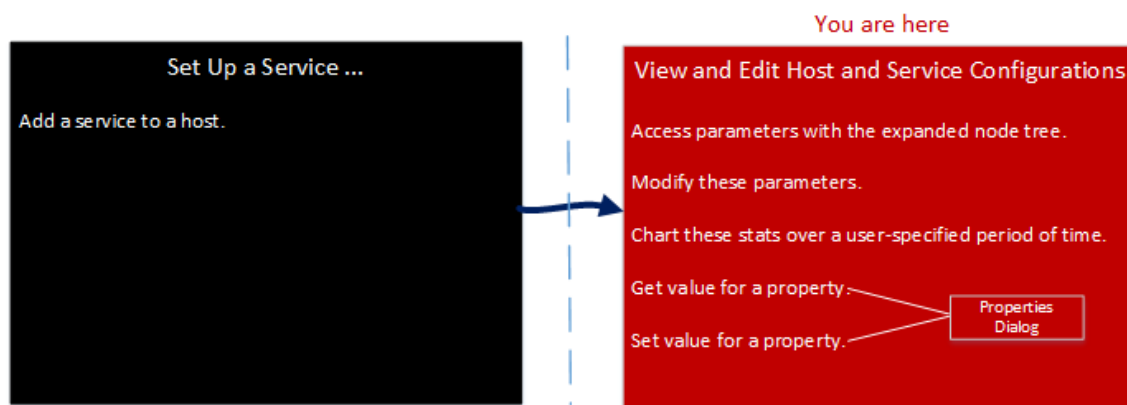 You are here
Set Up a Service ...
Add a service to a host.
View and Edit Host and Service Configurations
Access parameters with the expanded node tree.
Modify these parameters.
Chart these stats over a user-specified period of time.
Get value for a property.
Set value for a property.
Properties
Dialog